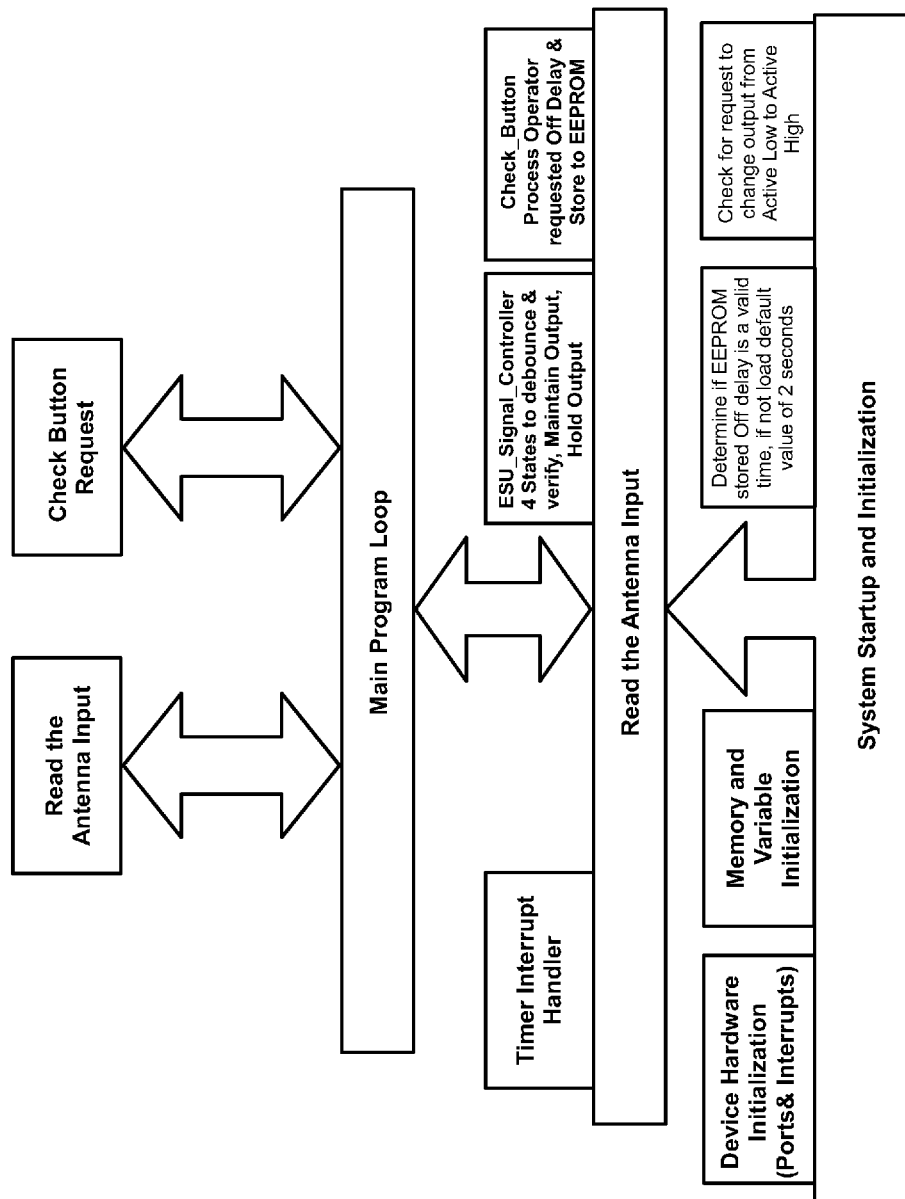 Read the
Antenna Input
Check Button
Request
Main Program Loop
Timer Interrupt
Handler
ESU_Signal_Controller
4 States to debounce &
verify, Maintain Output,
Hold Output
Check_Button
Process Operator
requested Off Delay &
Store to EEPROM
Read the Antenna Input
Device Hardware
Initialization
(Ports& Interrupts)
Memory and
Variable
Initialization
Determine if EEPROM
stored Off delay is a valid
time, if not load default
value of 2 seconds
Check for request to
change output from
Active Low to Active
High
System Startup and Initialization